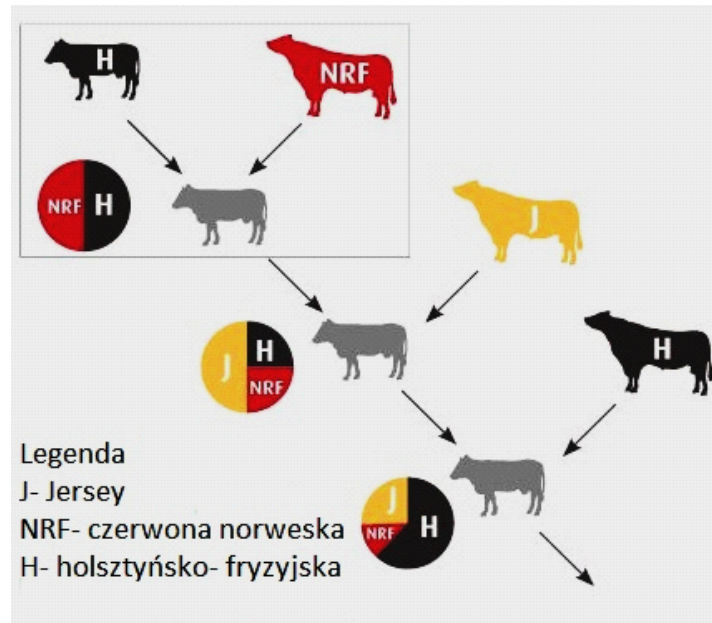 H
NRF
NRF H
J
H
J
NRF
H
J
NRF
H
Legenda
J- Jersey
NRF- czerwona norweska
H- holsztyńsko- fryzyjska